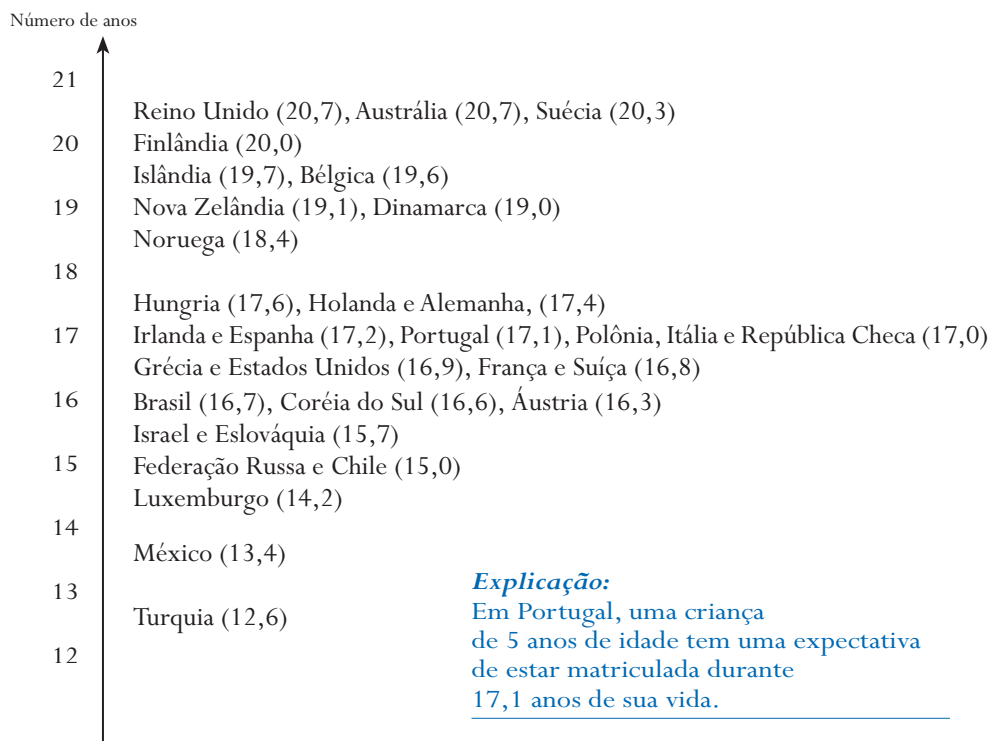 Número de anos
21
Reino Unido (20,7), Austrália (20,7), Suécia (20,3)
20
Finlândia (20,0)
Islândia (19,7), Bélgica (19,6)
19
Nova Zelândia (19,1), Dinamarca (19,0)
Noruega (18,4)
18
Hungria (17,6), Holanda e Alemanha, (17,4)
17
Irlanda e Espanha (17,2), Portugal (17,1), Polônia, Itália e República Checa (17,0)
Grécia e Estados Unidos (16,9), França e Suíça (16,8)
16
Brasil (16,7), Coréia do Sul (16,6), Áustria (16,3)
Israel e Eslováquia (15,7)
15
Federação Russa e Chile (15,0)
Luxemburgo (14,2)
14
México (13,4)
13
Turquia (12,6)
12
Explicação:
Em Portugal, uma criança
de 5 anos de idade tem uma expectativa
de estar matriculada durante
17,1 anos de sua vida.